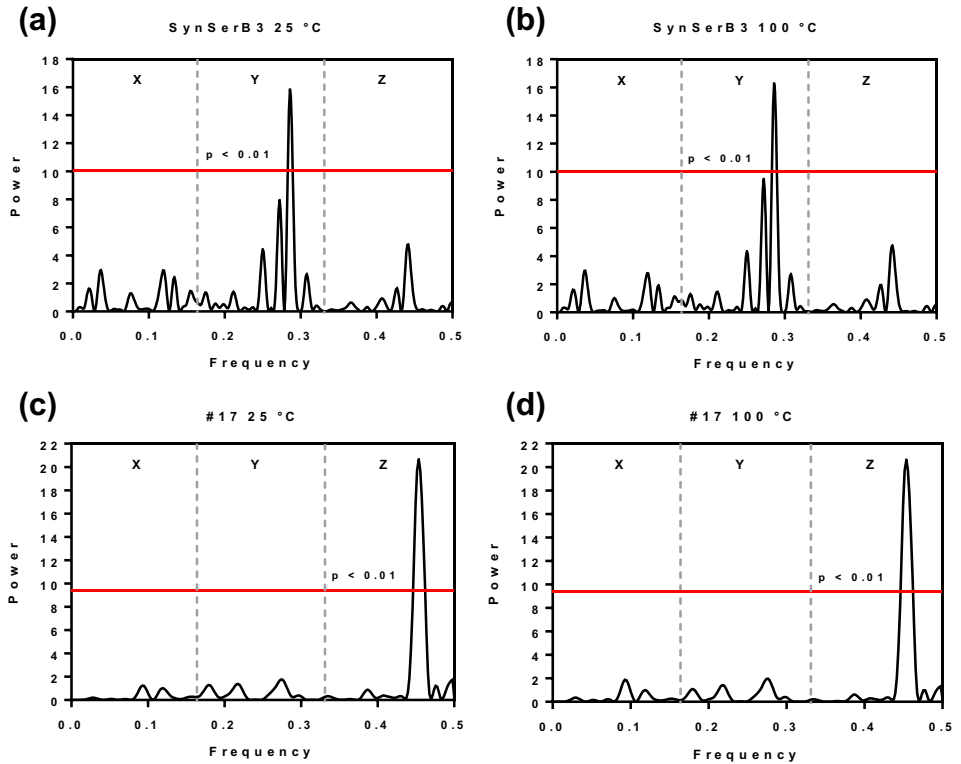 (a)
SynSerB3 25 °C
18
16
14
12
10
8
6
4
2
0
Power
X
Y
Z
p < 0.01
0.0
0.1
0.2
0.3
0.4
0.5
Frequency
(b)
SynSerB3 100 °C
18
16
14
12
10
8
6
4
2
0
Power
X
Y
Z
p < 0.01
0.0
0.1
0.2
0.3
0.4
0.5
Frequency
(c)
#17 25 °C
22
20
18
16
14
12
10
8
6
4
2
0
Power
X
Y
Z
p < 0.01
0.0
0.1
0.2
0.3
0.4
0.5
Frequency
(d)
#17 100 °C
22
20
18
16
14
12
10
8
6
4
2
0
Power
X
Y
Z
p < 0.01
0.0
0.1
0.2
0.3
0.4
0.5
Frequency